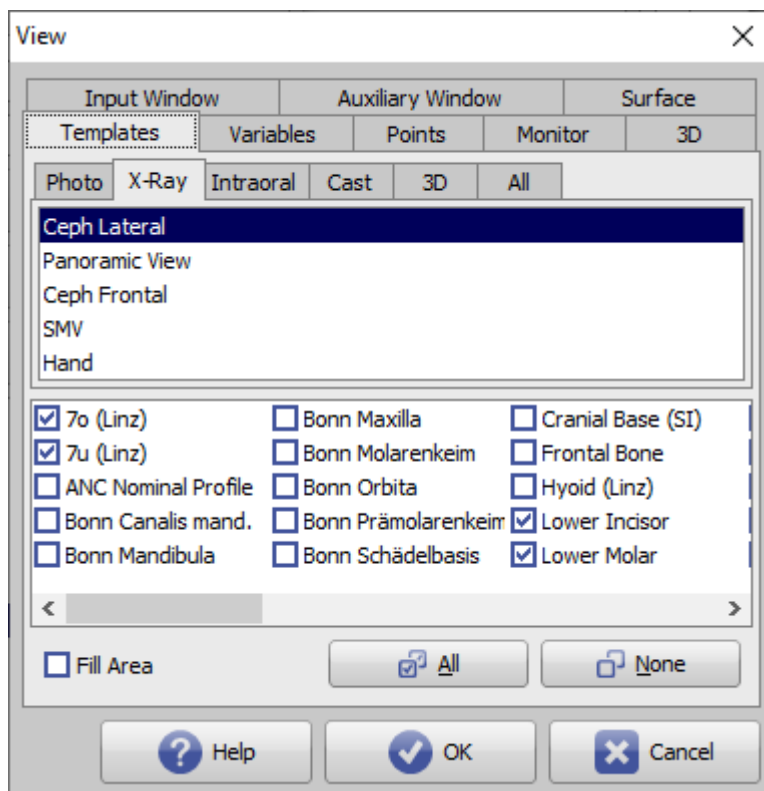 View
Input Window Auxiliary Window Surface
Templates Variables Points Monitor 3D
Photo X-Ray Intraoral Cast 3D All
Ceph Lateral
Panoramic View
Ceph Frontal
SMV
Hand
7o (Linz) Bonn Maxilla Cranial Base (SI)
7u (Linz) Bonn Molarenkeim Frontal Bone
ANC Nominal Profile Bonn Orbita Hyoid (Linz)
Bonn Canalis mand. Bonn Prämolarenkeim Lower Incisor
Bonn Mandibula Bonn Schädelbasis Lower Molar
Fill Area All None
Help OK Cancel